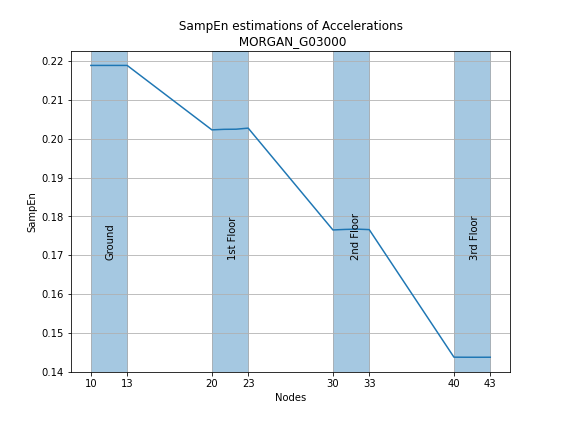 SampEn estimations of Accelerations
MORGAN_G03000
0.22
0.21
0.20
0.19
0.18
0.17
0.16
0.15
0.14
SampEn
Ground
1st Floor
2nd Floor
3rd Floor
10 13 20 23 30 33 40 43
Nodes